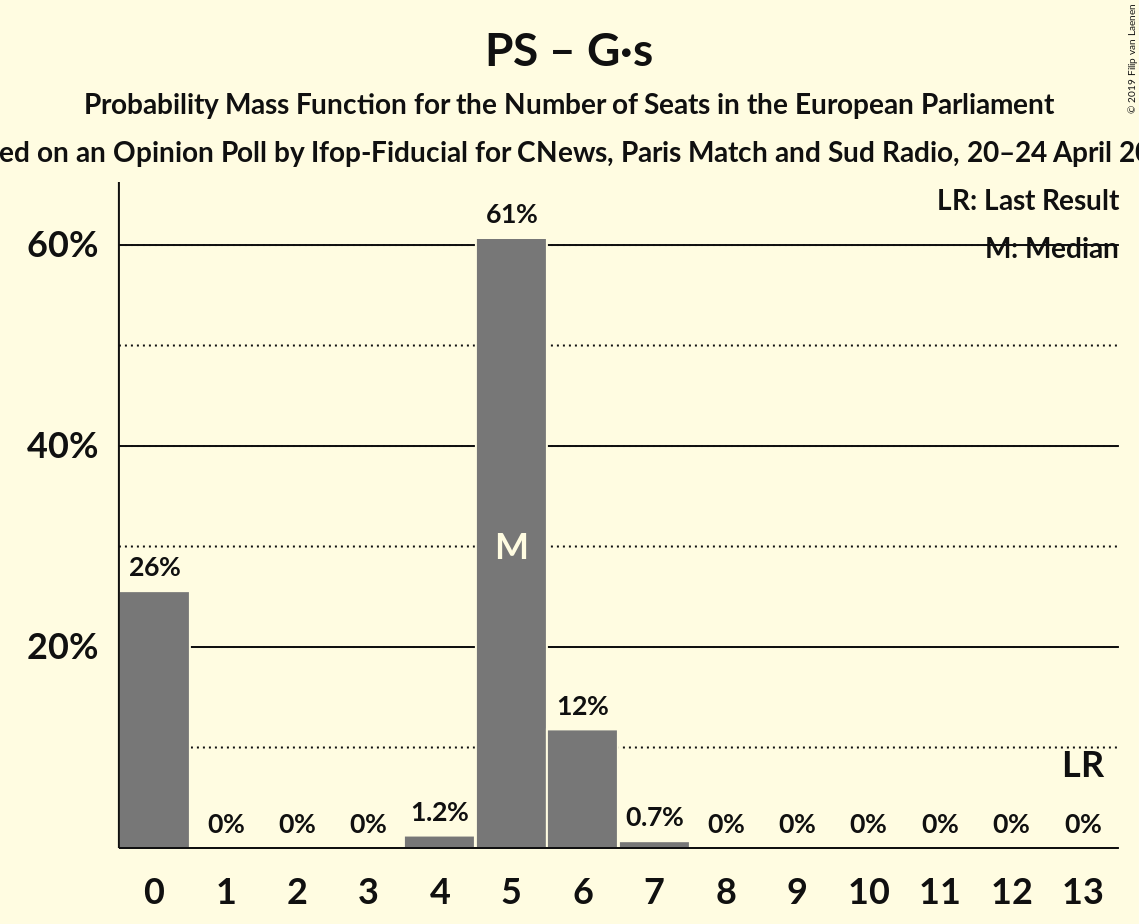 PS – G·s
Probability Mass Function for the Number of Seats in the European Parliament
ed on an Opinion Poll by Ifop-Fiducial for CNews, Paris Match and Sud Radio, 20–24 April 20
© 2019 Filip van Laenen
LR: Last Result
M: Median
60%
40%
20%
26%
0%
0%
0%
1.2%
61%
12%
0.7%
0%
0%
0%
0%
0%
0%
M
LR
0 1 2 3 4 5 6 7 8 9 10 11 12 13